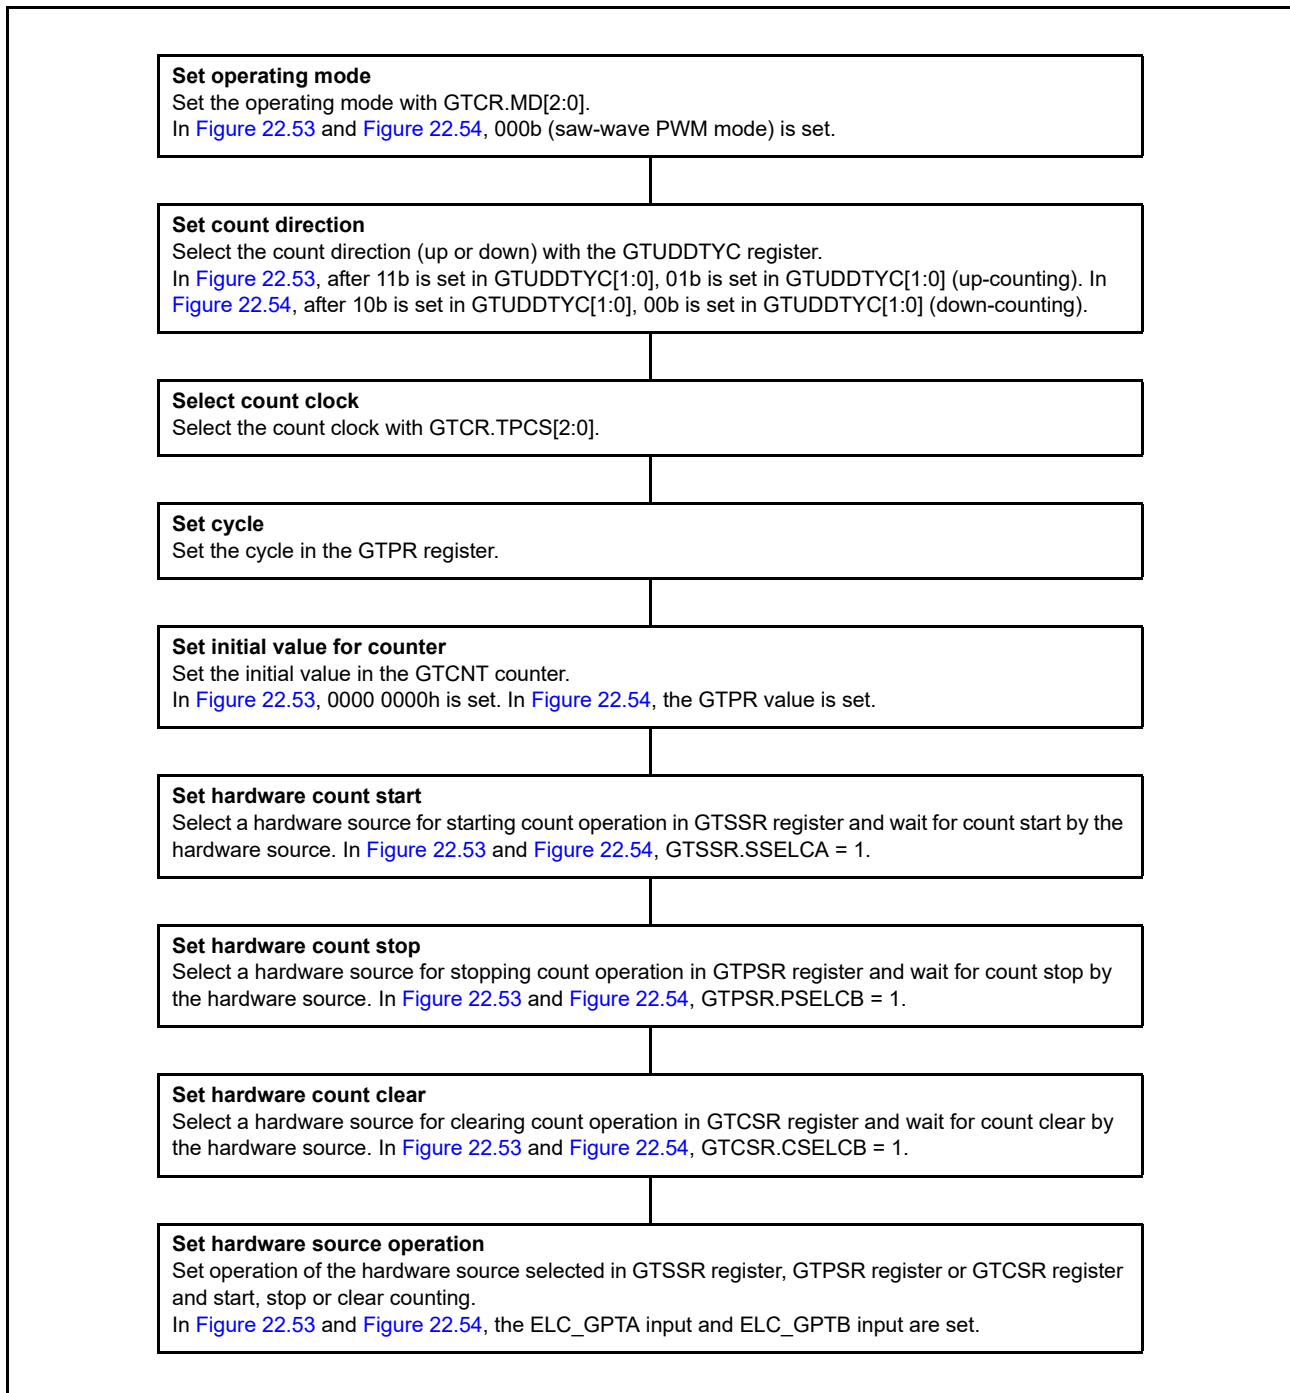 Set operating mode
Set the operating mode with GTCR.MD[2:0].
In Figure 22.53 and Figure 22.54, 000b (saw-wave PWM mode) is set.
Set count direction
Select the count direction (up or down) with the GTUDDTYC register.
In Figure 22.53, after 11b is set in GTUDDTYC[1:0], 01b is set in GTUDDTYC[1:0] (up-counting). In
Figure 22.54, after 10b is set in GTUDDTYC[1:0], 00b is set in GTUDDTYC[1:0] (down-counting).
Select count clock
Select the count clock with GTCR.TPCS[2:0].
Set cycle
Set the cycle in the GTPR register.
Set initial value for counter
Set the initial value in the GTCNT counter.
In Figure 22.53, 0000 0000h is set. In Figure 22.54, the GTPR value is set.
Set hardware count start
Select a hardware source for starting count operation in GTSSR register and wait for count start by the
hardware source. In Figure 22.53 and Figure 22.54, GTSSR.SSELCA = 1.
Set hardware count stop
Select a hardware source for stopping count operation in GTPSR register and wait for count stop by
the hardware source. In Figure 22.53 and Figure 22.54, GTPSR.PSELCB = 1.
Set hardware count clear
Select a hardware source for clearing count operation in GTCSR register and wait for count clear by
the hardware source. In Figure 22.53 and Figure 22.54, GTCSR.CSELCB = 1.
Set hardware source operation
Set operation of the hardware source selected in GTSSR register, GTPSR register or GTCSR register
and start, stop or clear counting.
In Figure 22.53 and Figure 22.54, the ELC_GPTA input and ELC_GPTB input are set.